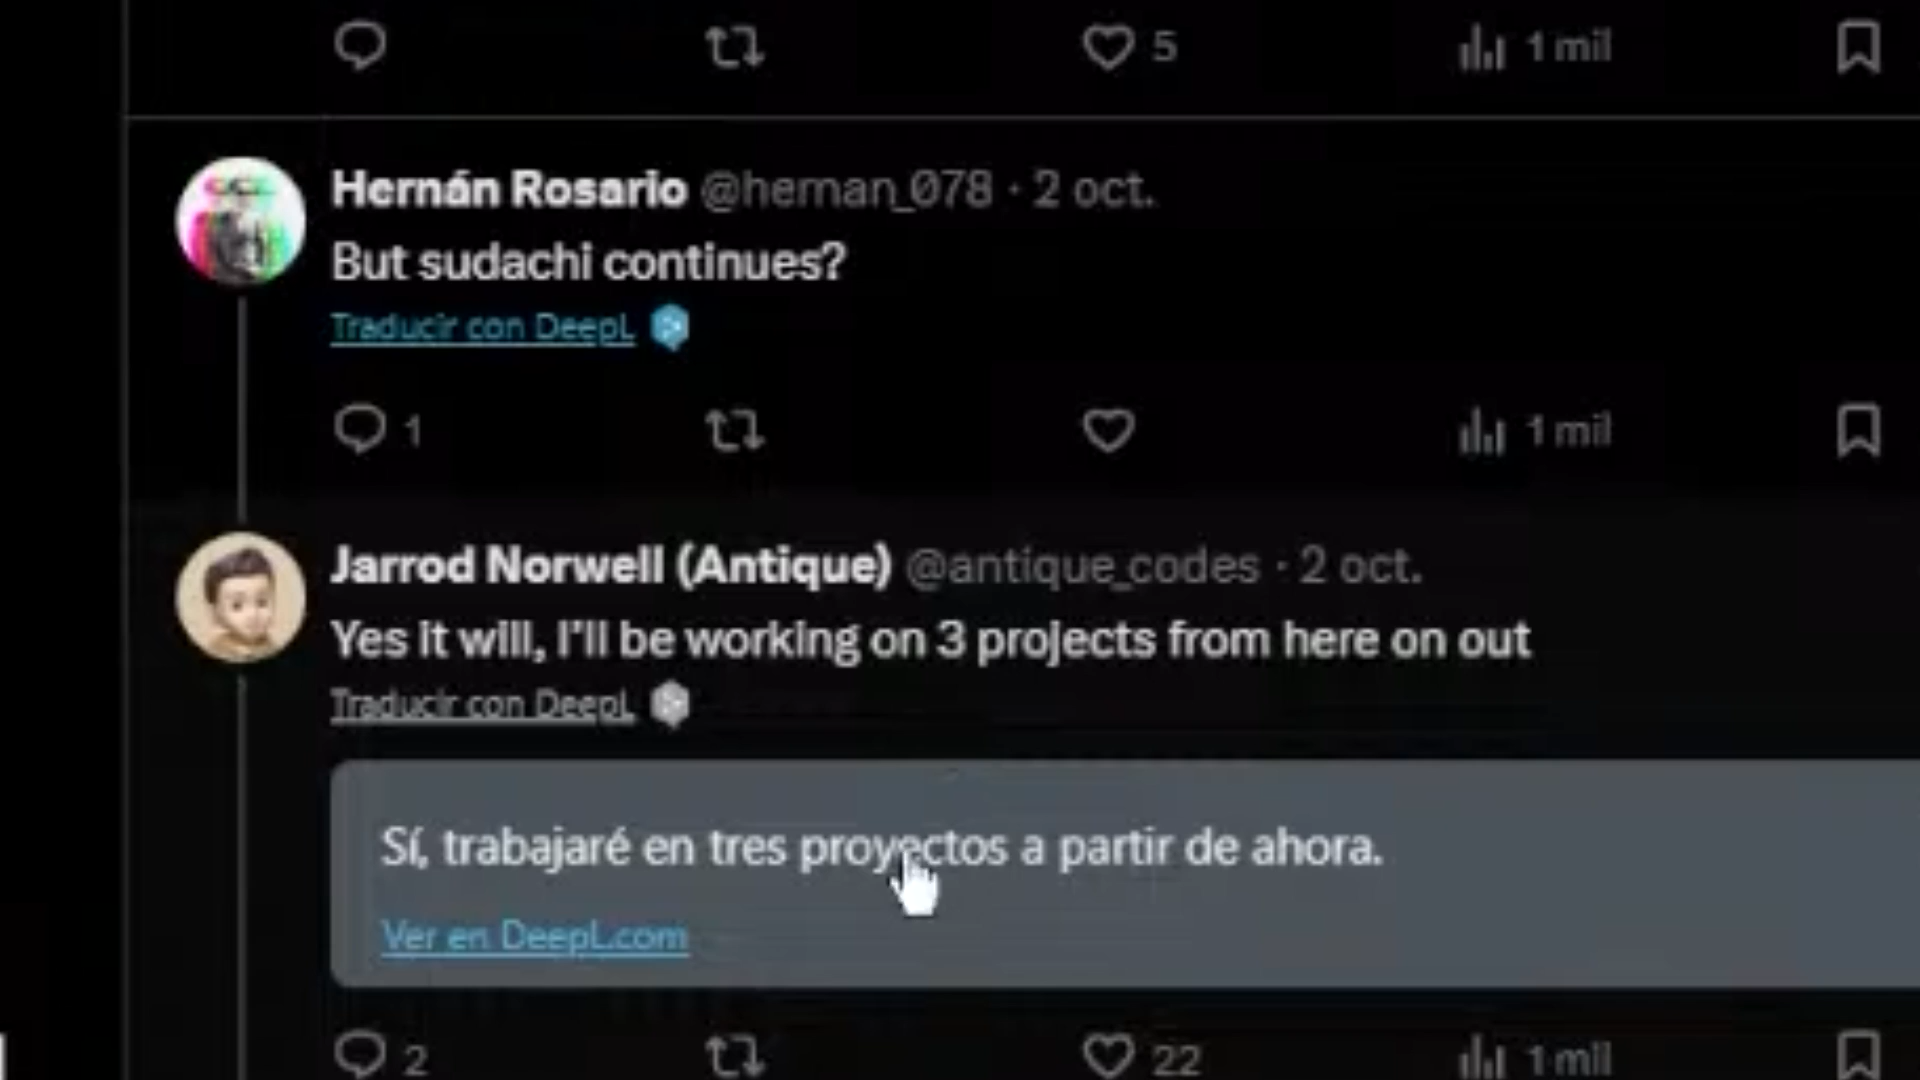 5 1 mil
Hernán Rosario @hernan_078 · 2 oct.
But sudachi continues?
Traducir con DeepL
1 1 mil
Jarrod Norwell (Antique) @antique_codes · 2 oct.
Yes it will, I'll be working on 3 projects from here on out
Traducir con DeepL
Sí, trabajaré en tres proyectos a partir de ahora.
Ver en DeepL.com
2 22 1 mil